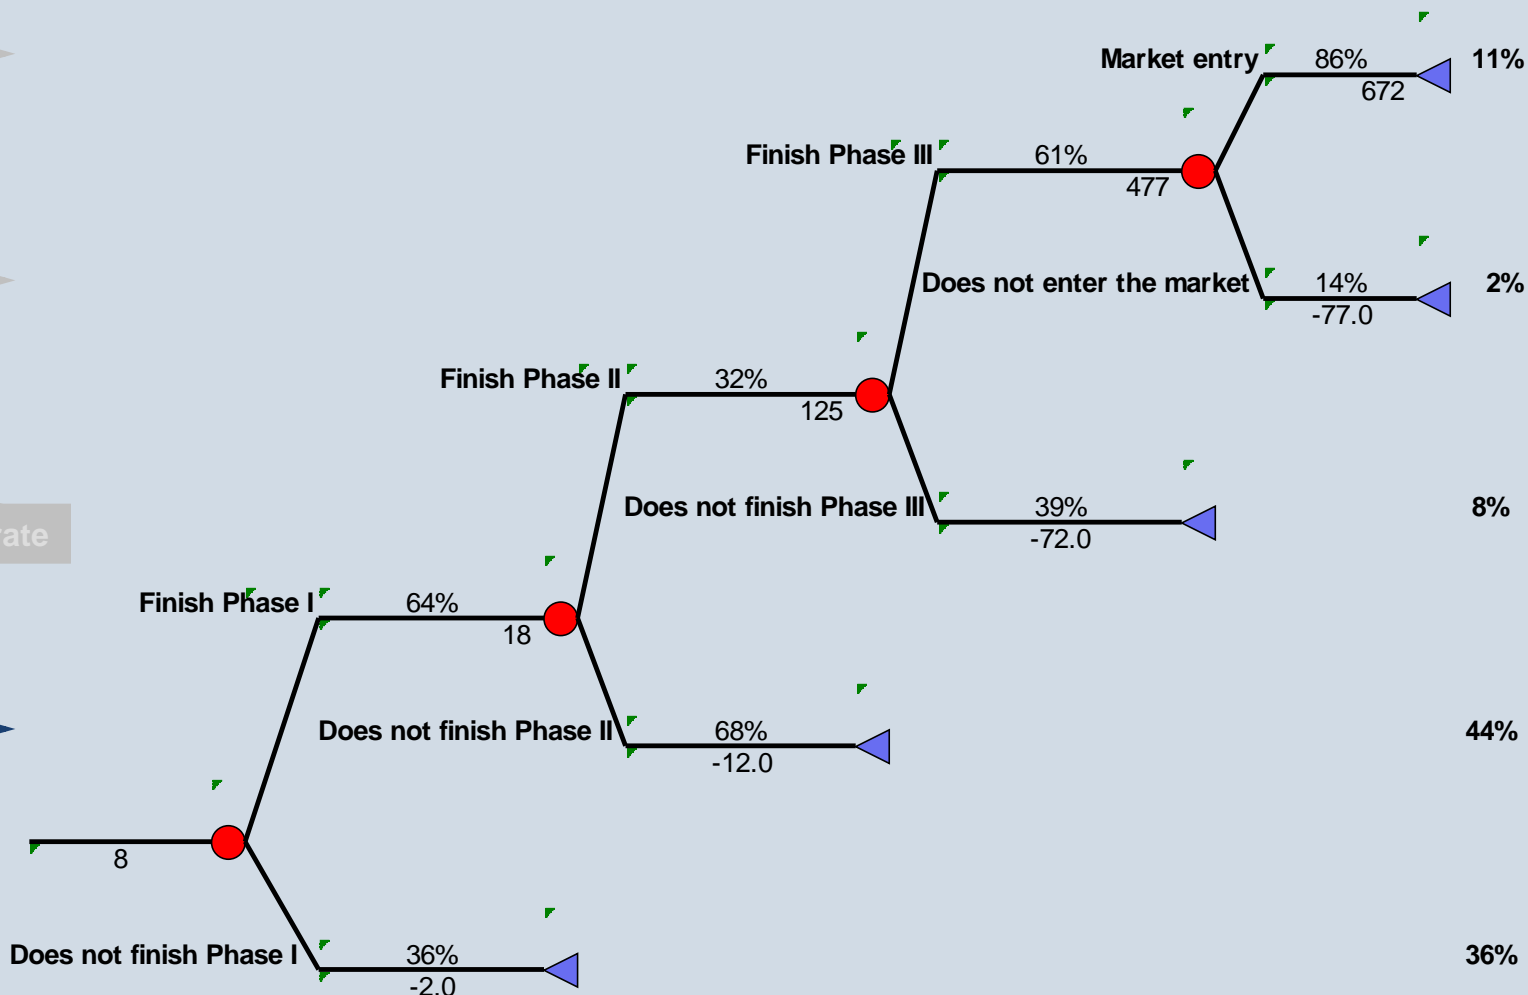 Market entry 86% 11%
672
Finish Phase III 61%
477
Does not enter the market 14% 2%
-77.0
Finish Phase II 32%
125
Does not finish Phase III 39% 8%
-72.0
Finish Phase I 64%
18
Does not finish Phase II 68% 44%
-12.0
8
Does not finish Phase I 36% 36%
-2.0